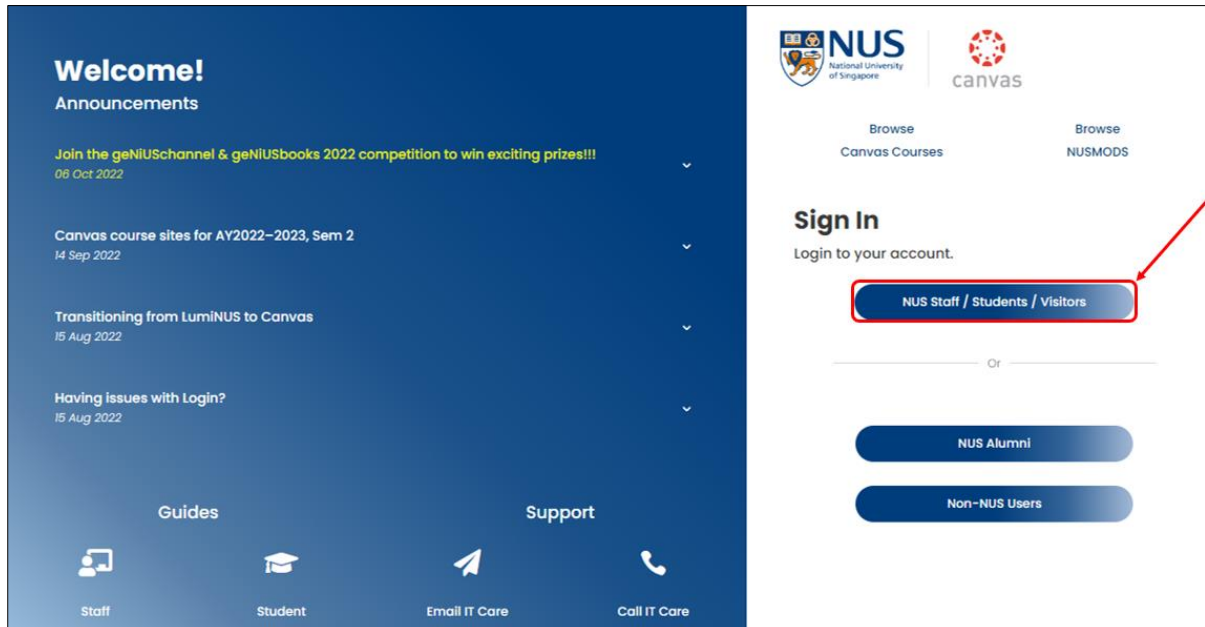 Welcome!
Announcements
Join the geNiUSchannel & geNiUSbooks 2022 competition to win exciting prizes!!!
06 Oct 2022
Canvas course sites for AY2022-2023, Sem 2
14 Sep 2022
Transitioning from LumiNUS to Canvas
15 Aug 2022
Having issues with Login?
15 Aug 2022
Guides
Support
Staff
Student
Email IT Care
Call IT Care
NUS
National University
of Singapore
canvas
Browse
Canvas Courses
Browse
NUSMODS
Sign In
Login to your account.
NUS Staff / Students / Visitors
Or
NUS Alumni
Non-NUS Users